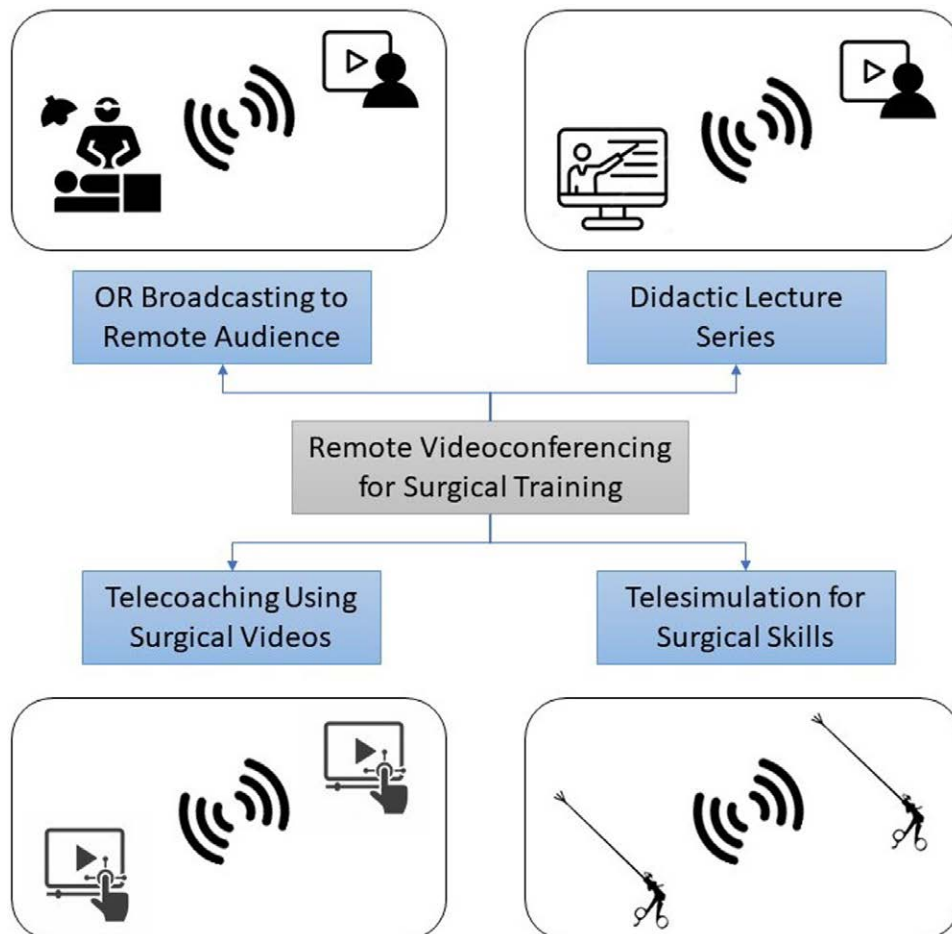 OR Broadcasting to
Remote Audience
Didactic Lecture
Series
Remote Videoconferencing
for Surgical Training
Telecoaching Using
Surgical Videos
Telesimulation for
Surgical Skills